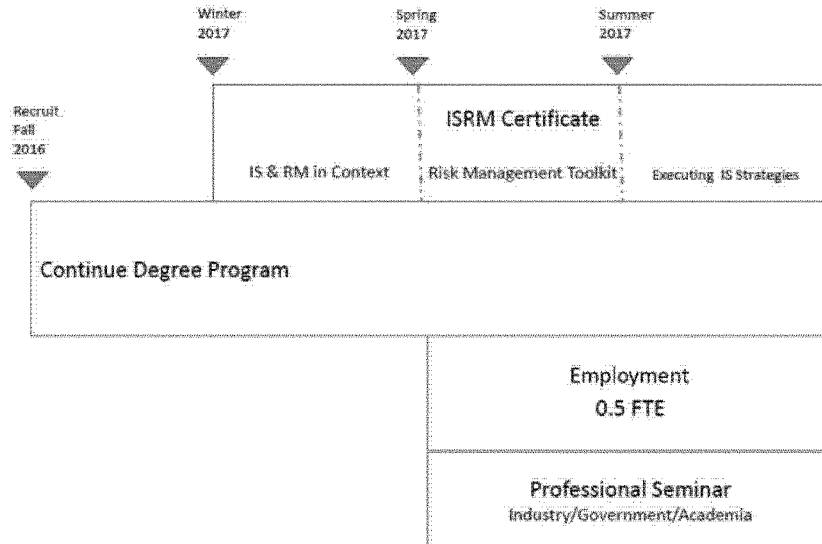 Winter
2017
Spring
2017
Summer
2017
Recruit
Fall
2016
ISRM Certificate
IS & RM in Context
Risk Management Toolkit
Executing IS Strategies
Continue Degree Program
Employment
0.5 FTE
Professional Seminar
Industry/Government/Academia